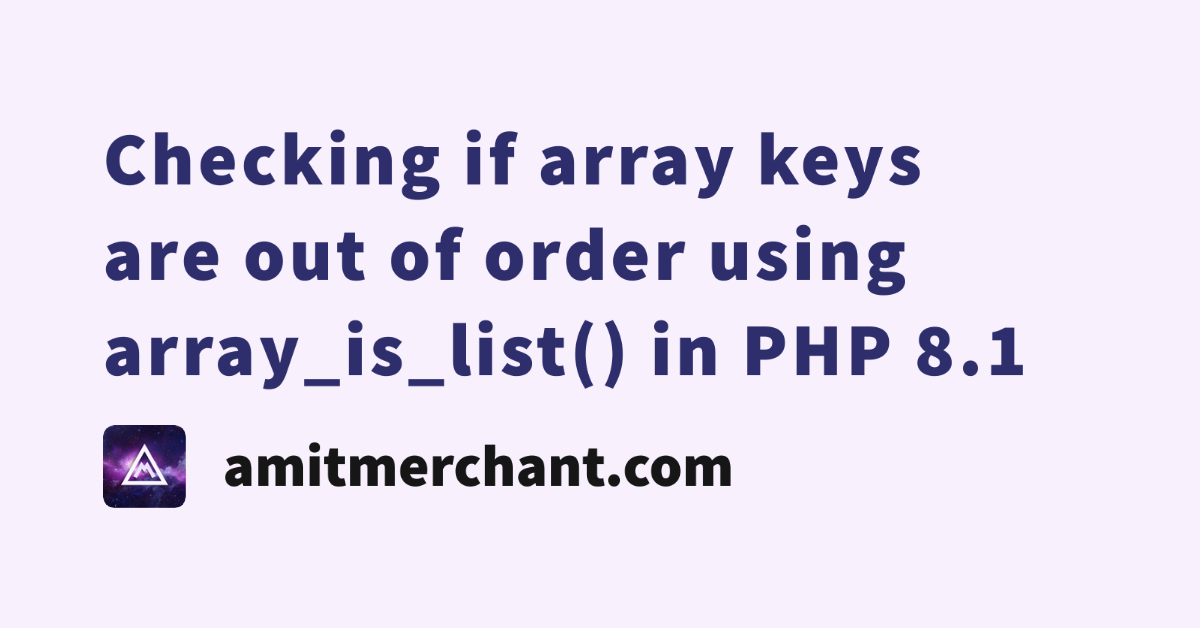 Checking if array keys
are out of order using
array_is_list() in PHP 8.1
amitmerchant.com